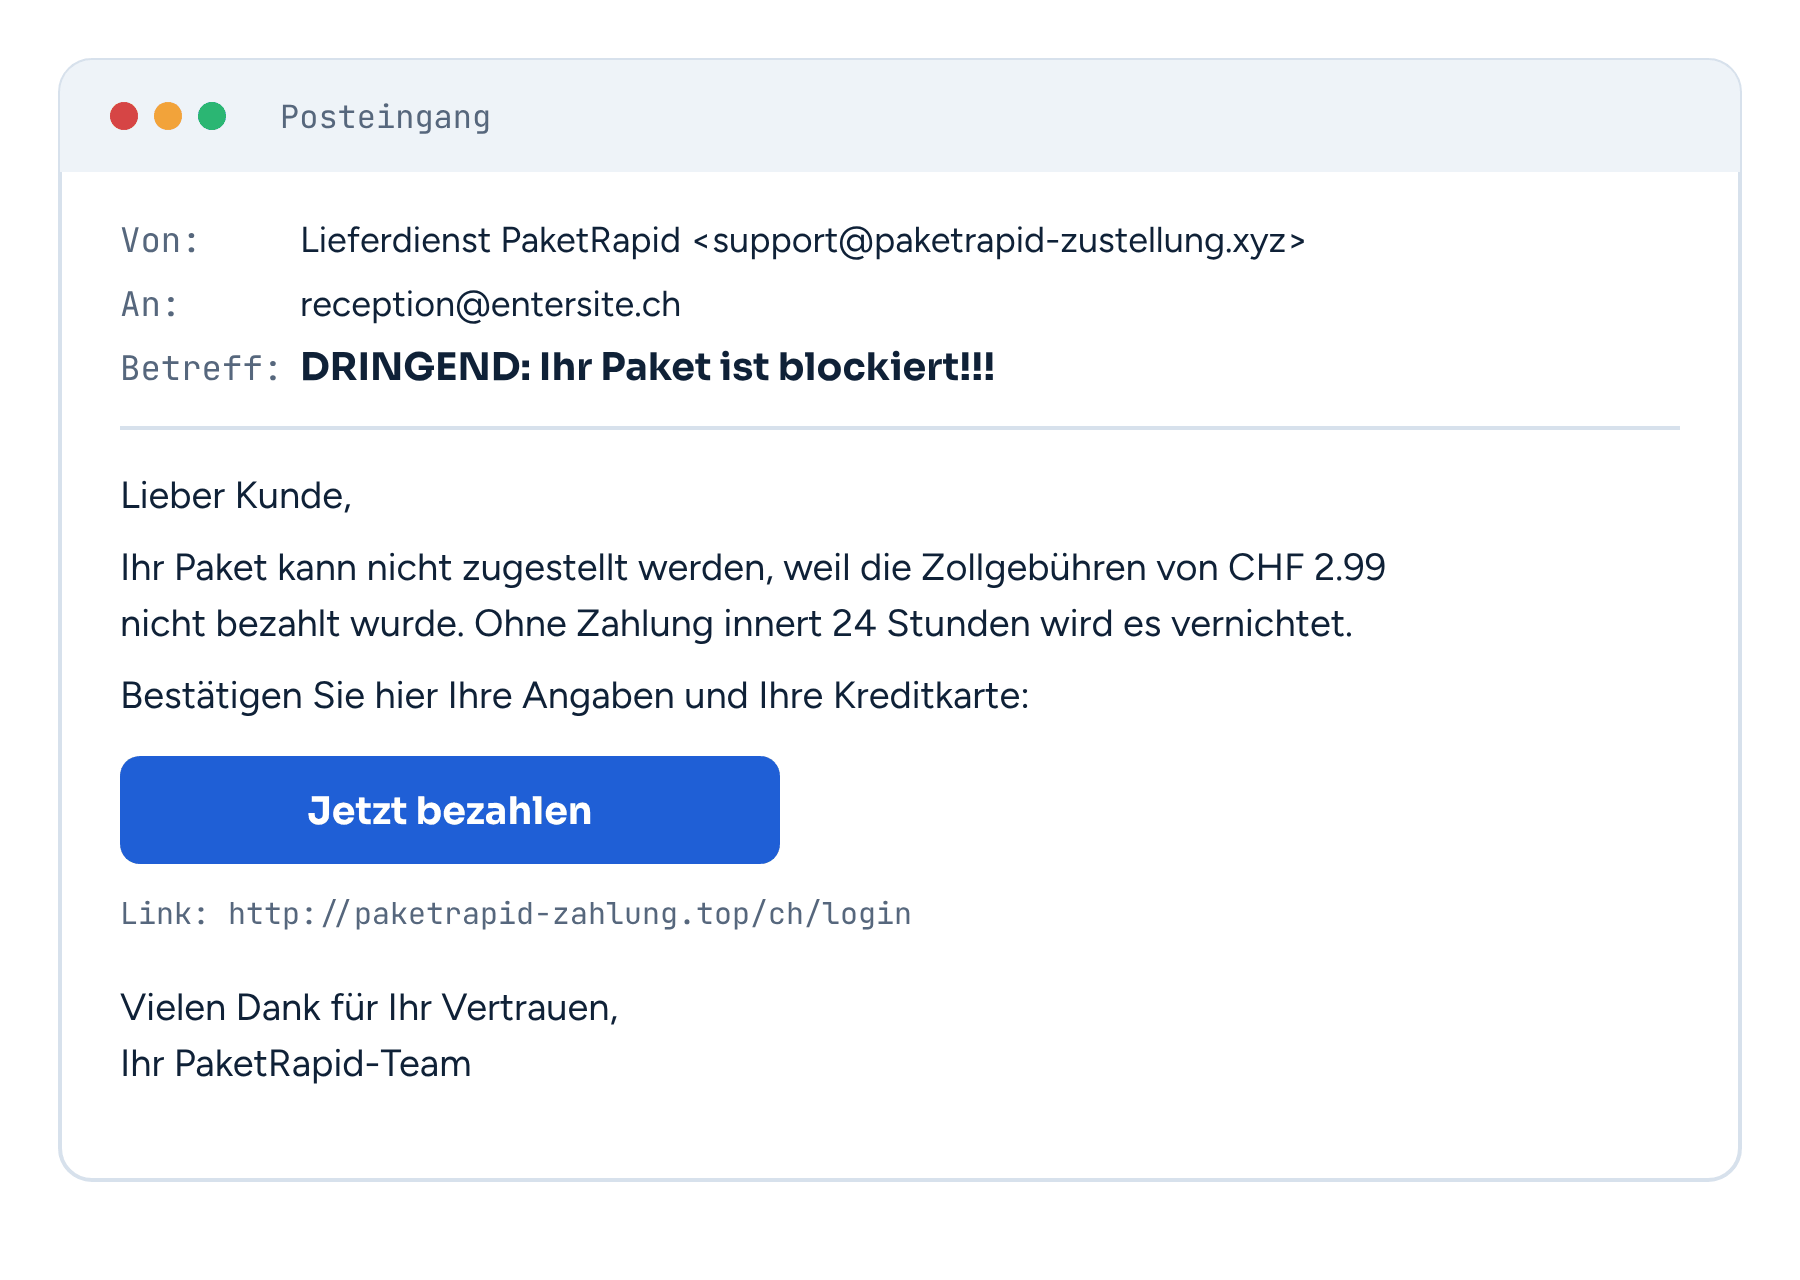 Posteingang
Von: Lieferdienst PaketRapid <support@paketrapid-zustellung.xyz>
An: reception@entersite.ch
Betreff: DRINGEND: Ihr Paket ist blockiert!!!
Lieber Kunde,
Ihr Paket kann nicht zugestellt werden, weil die Zollgebühren von CHF 2.99
nicht bezahlt wurde. Ohne Zahlung innert 24 Stunden wird es vernichtet.
Bestätigen Sie hier Ihre Angaben und Ihre Kreditkarte:
Jetzt bezahlen
Link: http://paketrapid-zahlung.top/ch/login
Vielen Dank für Ihr Vertrauen,
Ihr PaketRapid-Team